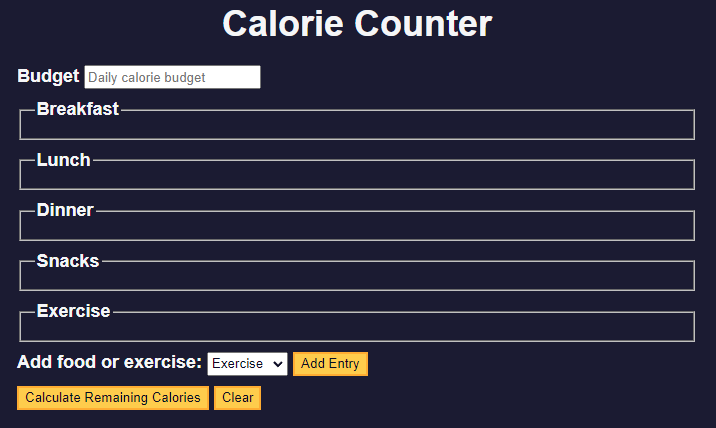 Calorie Counter
Budget Daily calorie budget
Breakfast
Lunch
Dinner
Snacks
Exercise
Add food or exercise: Exercise Add Entry
Calculate Remaining Calories Clear